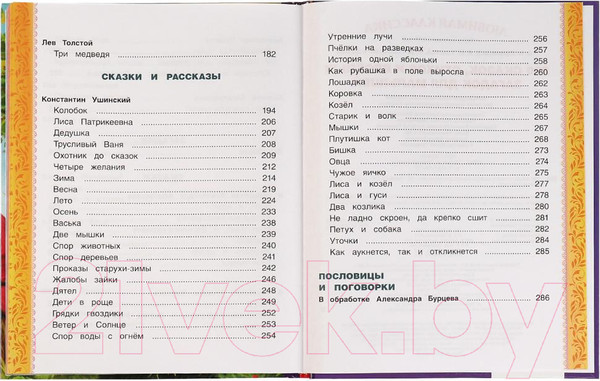 Лев Толстой
Три медведя 182
СКАЗКИ И РАССКАЗЫ
Константин Ушинский
Колобок 194
Лиса Патрикеевна 206
Дедушка 207
Трусливый Ваня 208
Охотник до сказок 209
Четыре желания 212
Зима 214
Весна 219
Лето 224
Осень 233
Васька 238
Две мышки 239
Спор животных 240
Спор деревьев 241
Проказы старухи-зимы 242
Жалобы зайки 246
Дятел 248
Дети в роще 249
Грядки гвоздики 252
Ветер и Солнце 253
Спор воды с огнём 254
Утренние лучи 256
Пчёлки на разведках 257
История одной яблоньки 258
Как рубашка в поле выросла 260
Лошадка 262
Коровка 263
Козёл 264
Старик и волк 265
Мышки 267
Плутишка кот 268
Бишка 273
Овца 274
Чужое яичко 275
Лиса и козёл 277
Лиса и гуси 278
Два козлика 280
Не ладно скроен, да крепко сшит 281
Петух и собака 282
Уточки 284
Как аукнется, так и откликнется 285
ПОСЛОВИЦЫ
И ПОГОВОРКИ
В обработке Александра Бурцева 286
21vek.by